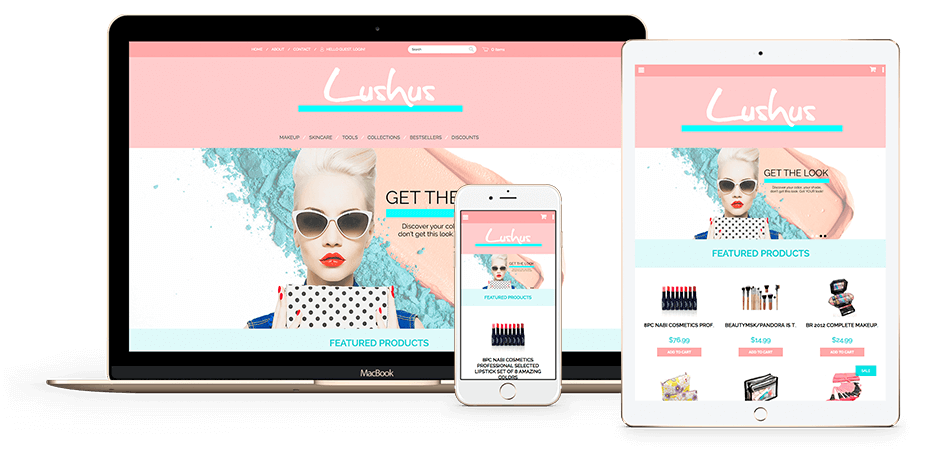 HOME / ABOUT / CONTACT / HELLO GUEST. LOGIN
Search
0 items
Lushus
MAKEUP / SKINCARE / TOOLS / COLLECTIONS / BESTSELLERS / DISCOUNTS
GET THE
Discover your col
don't get this look.
FEATURED PRODUCTS
MacBook
Lushus
GET THE LOOK
FEATURED PRODUCTS
8PC NABI COSMETICS
PROFESSIONAL SELECTED
LIPSTICK SET OF 8 AMAZING
COLORS
Lushus
GET THE LOOK
Discover your color, your shade,
don't get this look. Get YOUR look!
FEATURED PRODUCTS
8PC NABI COSMETICS PROF. BEAUTYMSK/PANDORA IS T. BR 2012 COMPLETE MAKEUP.
$76.99 $14.99 $24.99
ADD TO CART ADD TO CART ADD TO CART
SALE